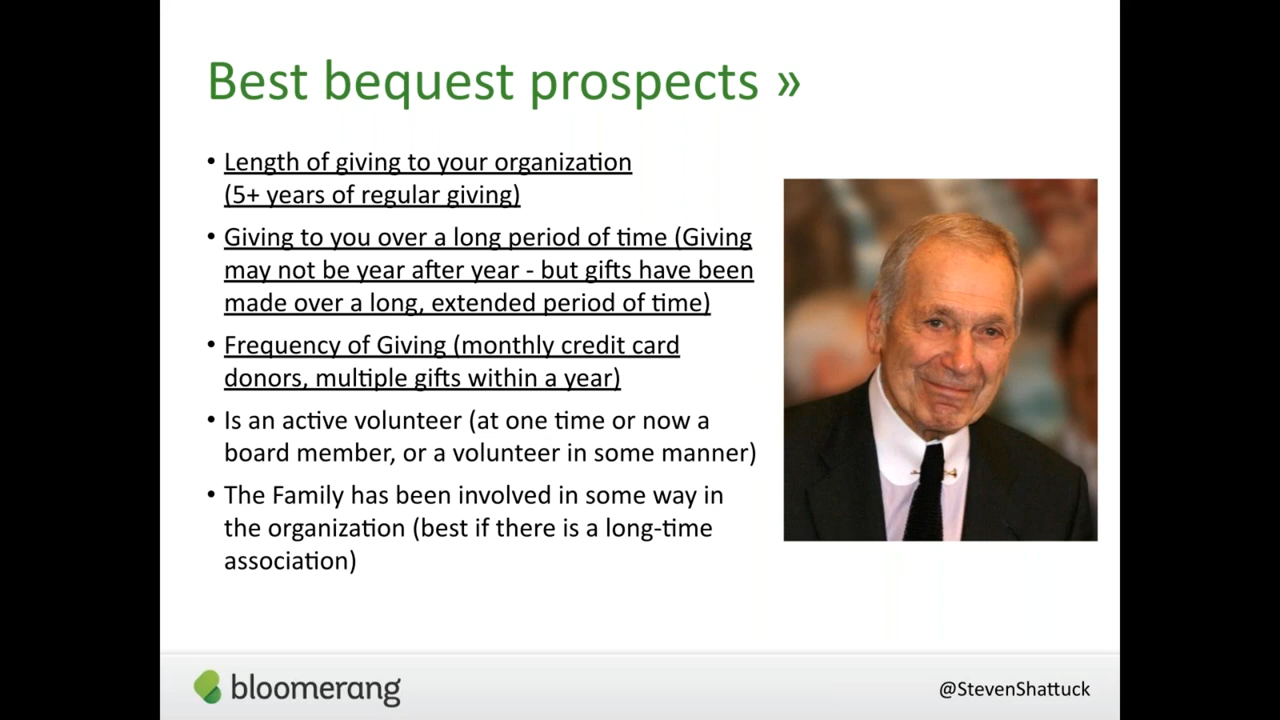 Best bequest prospects »
• Length of giving to your organization
(5+ years of regular giving)
• Giving to you over a long period of time (Giving
may not be year after year - but gifts have been
made over a long, extended period of time)
• Frequency of Giving (monthly credit card
donors, multiple gifts within a year)
• Is an active volunteer (at one time or now a
board member, or a volunteer in some manner)
• The Family has been involved in some way in
the organization (best if there is a long-time
association)
bloomerang
@StevenShattuck